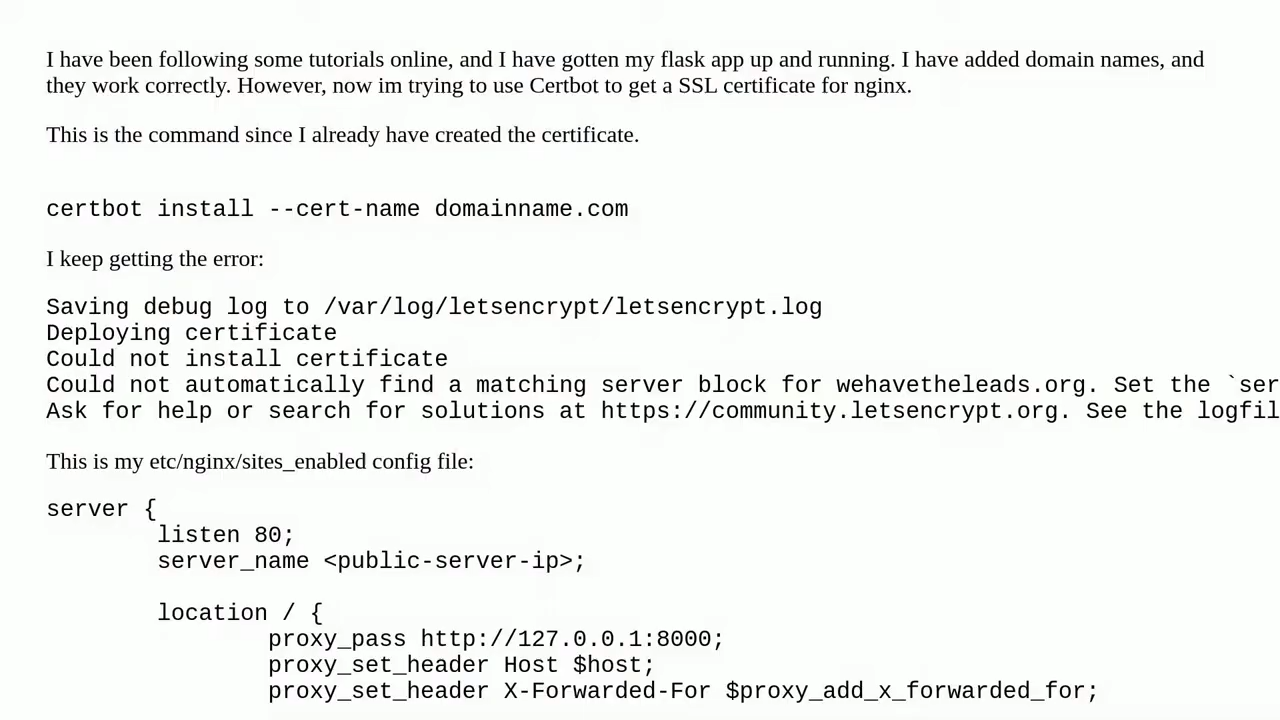 I have been following some tutorials online, and I have gotten my flask app up and running. I have added domain names, and
they work correctly. However, now im trying to use Certbot to get a SSL certificate for nginx.
This is the command since I already have created the certificate.
certbot install --cert-name domainname.com
I keep getting the error:
Saving debug log to /var/log/letsencrypt/letsencrypt.log
Deploying certificate
Could not install certificate
Could not automatically find a matching server block for wehavetheleads.org. Set the `ser
Ask for help or search for solutions at https://community.letsencrypt.org. See the logfil
This is my etc/nginx/sites_enabled config file:
server {
        listen 80;
        server_name <public-server-ip>;
        location / {
                proxy_pass http://127.0.0.1:8000;
                proxy_set_header Host $host;
                proxy_set_header X-Forwarded-For $proxy_add_x_forwarded_for;